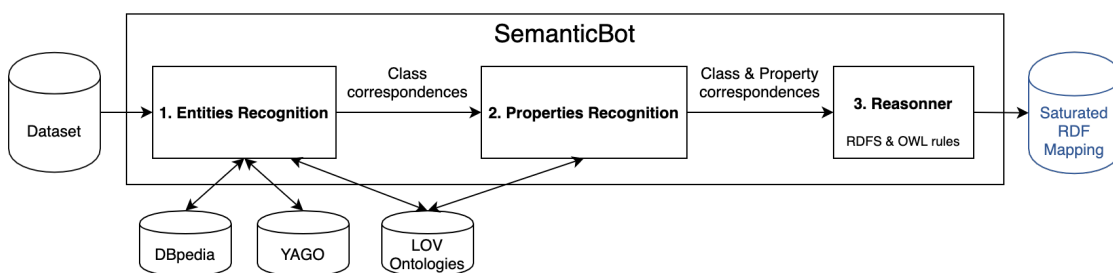 SemanticBot
Dataset
1. Entities Recognition
Class
correspondences
2. Properties Recognition
Class & Property
correspondences
3. Reasonner
RDFS & OWL rules
Saturated
RDF
Mapping
DBpedia
YAGO
LOV
Ontologies